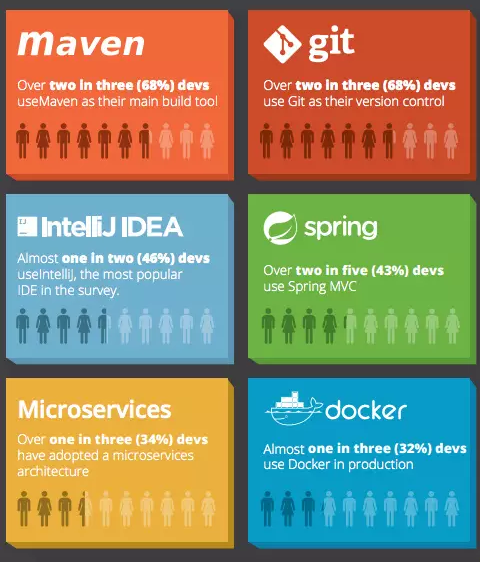 maven
Over two in three (68%) devs
useMaven as their main build tool
git
Over two in three (68%) devs
use Git as their version control
IntelliJ IDEA
Almost one in two (46%) devs
useIntellij, the most popular
IDE in the survey.
spring
Over two in five (43%) devs
use Spring MVC
Microservices
Over one in three (34%) devs
have adopted a microservices
architecture
docker
Almost one in three (32%) devs
use Docker in production